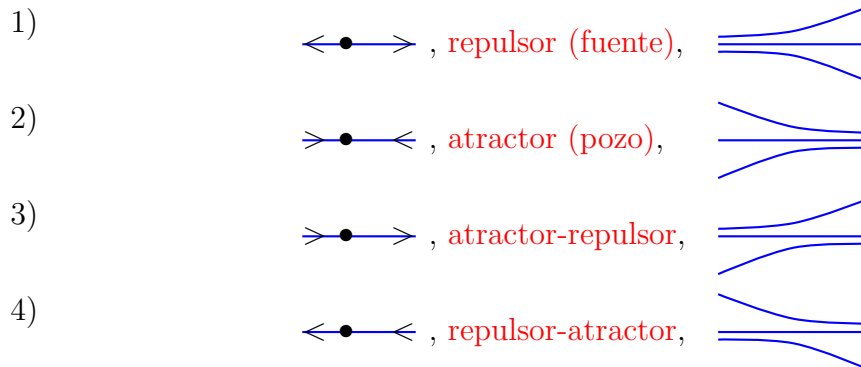 1) , repulsor (fuente),
2) , atractor (pozo),
3) , atractor-repulsor,
4) , repulsor-atractor,